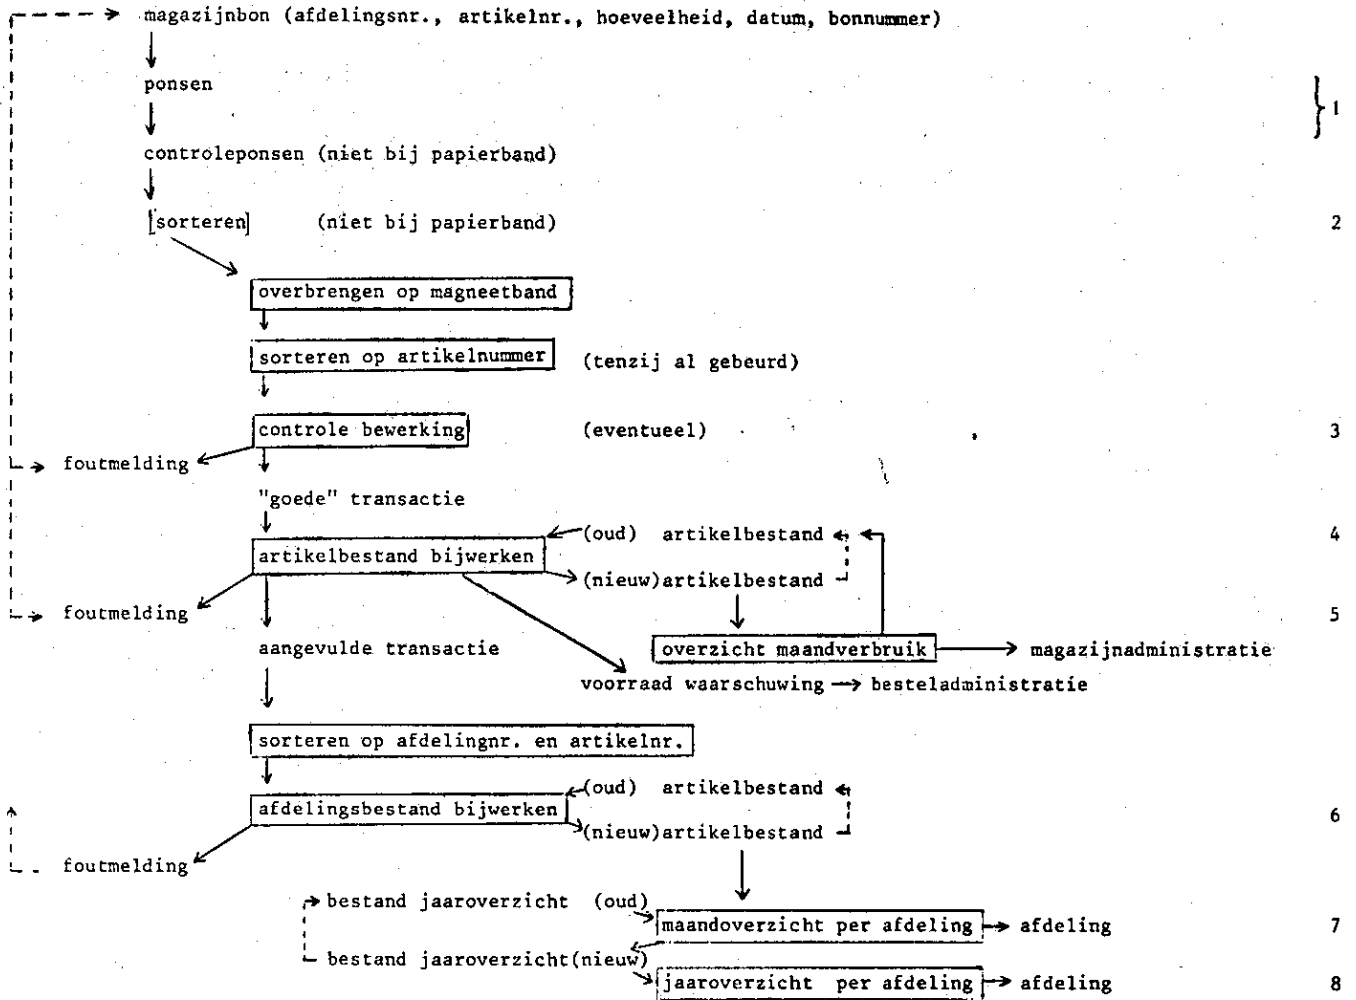 magazijnbon (afdelingsnr., artikelnr., hoeveelheid, datum, bonnummer)
ponsen
1
controleponsen (niet bij papierband)
[sorteren] (niet bij papierband) 2
overbrengen op magneetband
sorteren op artikelnummer (tenzij al gebeurd)
controle bewerking (eventueel) 3
foutmelding
"goede" transactie
(oud) artikelbestand 4
artikelbestand bijwerken
(nieuw)artikelbestand
foutmelding 5
aangevulde transactie overzicht maandverbruik magazijnadministratie
voorraad waarschuwing besteladministratie
sorteren op afdelingnr. en artikelnr.
(oud) artikelbestand
afdelingsbestand bijwerken 6
(nieuw)artikelbestand
foutmelding
bestand jaaroverzicht (oud)
maandoverzicht per afdeling afdeling 7
bestand jaaroverzicht(nieuw)
jaaroverzicht per afdeling afdeling 8